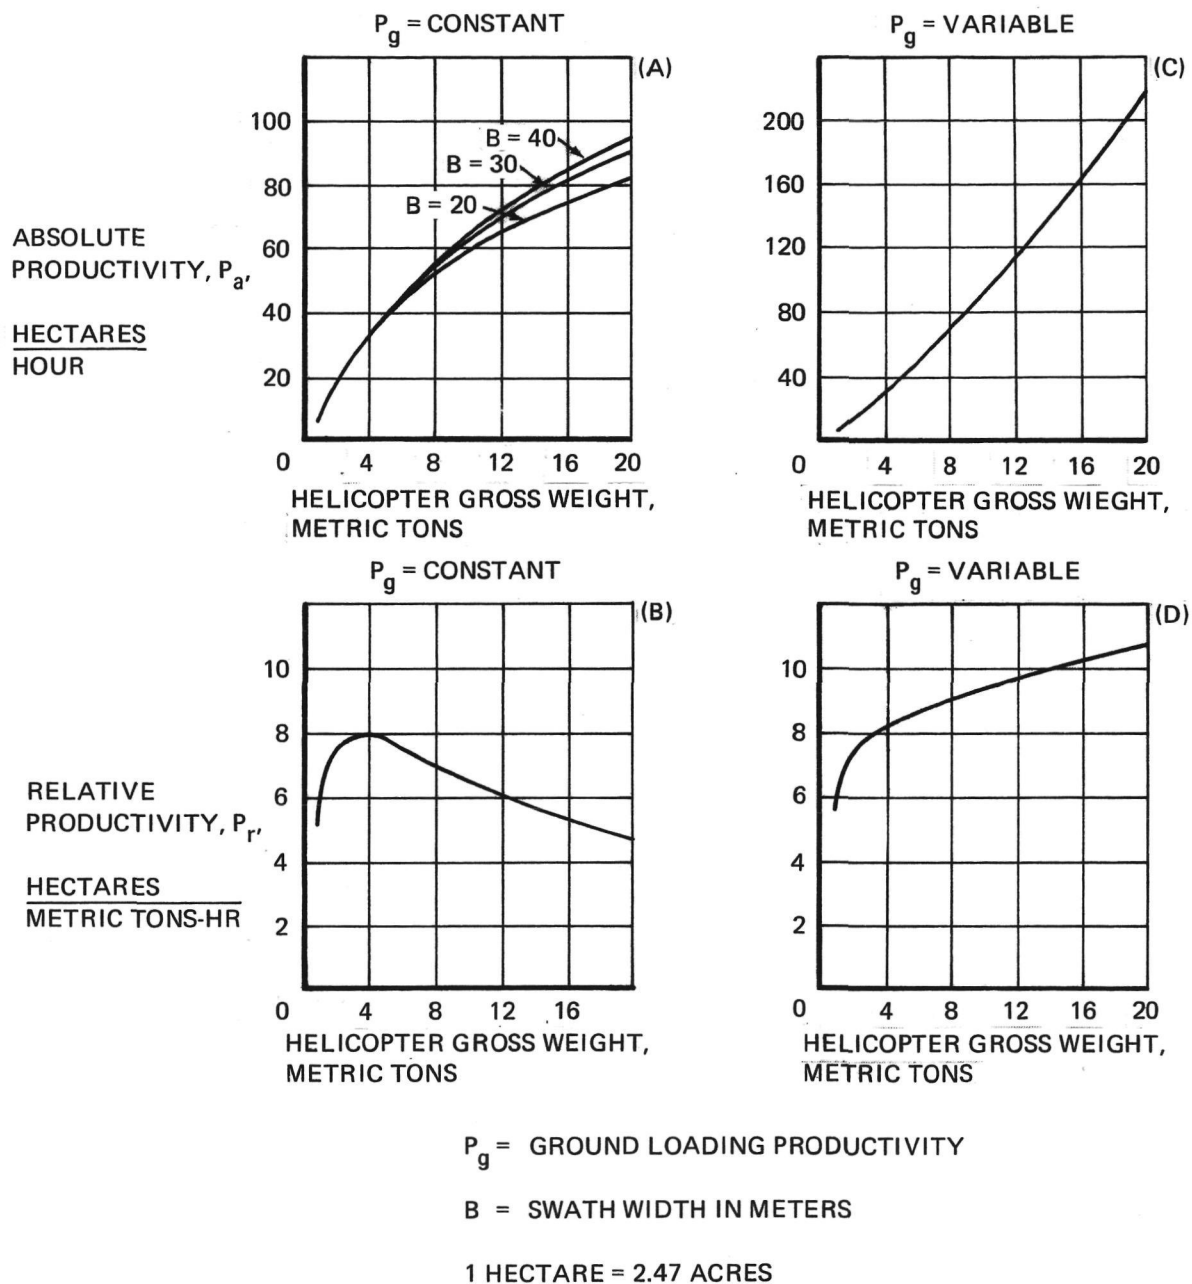 P_g = CONSTANT
(A)
100
80
60
40
20
B = 40
B = 30
B = 20
0 4 8 12 16 20
HELICOPTER GROSS WEIGHT,
METRIC TONS
ABSOLUTE
PRODUCTIVITY, P_a,
HECTARES
HOUR
P_g = VARIABLE
(C)
200
160
120
80
40
0 4 8 12 16 20
HELICOPTER GROSS WIEGHT,
METRIC TONS
P_g = CONSTANT
(B)
10
8
6
4
2
0 4 8 12 16
HELICOPTER GROSS WEIGHT,
METRIC TONS
RELATIVE
PRODUCTIVITY, P_r,
HECTARES
METRIC TONS-HR
P_g = VARIABLE
(D)
10
8
6
4
2
0 4 8 12 16 20
HELICOPTER GROSS WEIGHT,
METRIC TONS
P_g = GROUND LOADING PRODUCTIVITY
B = SWATH WIDTH IN METERS
1 HECTARE = 2.47 ACRES